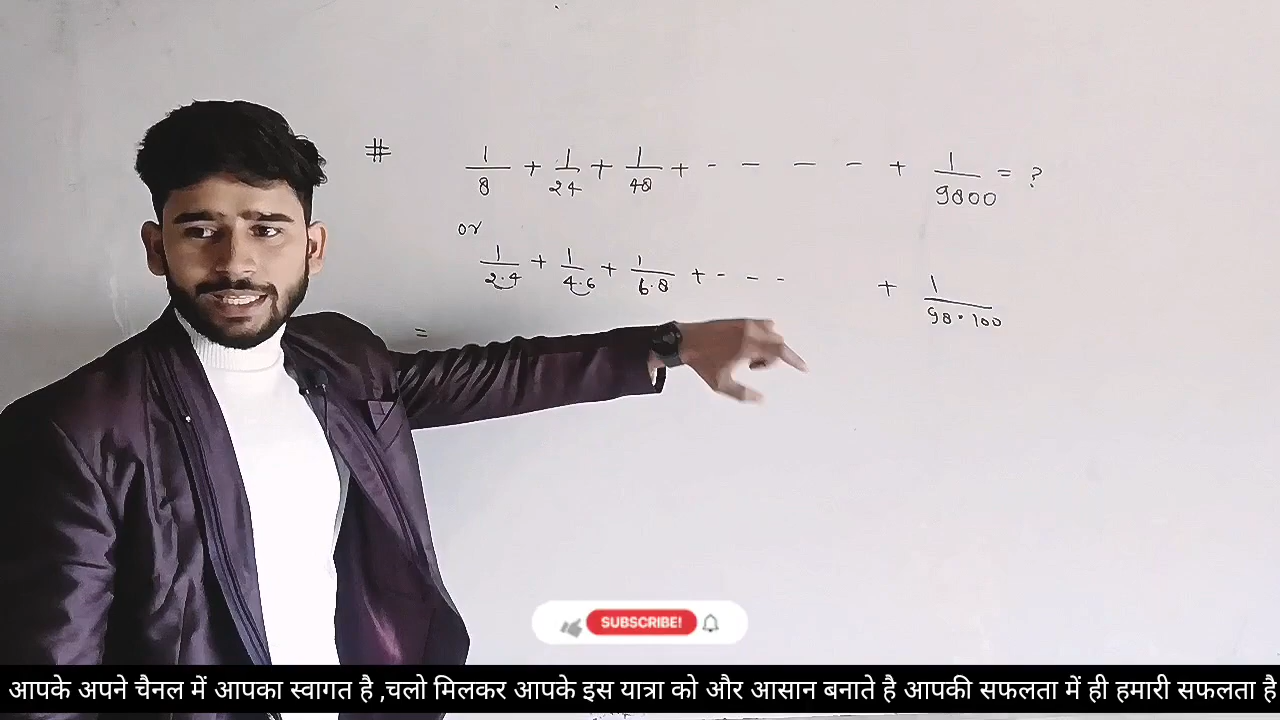 # 1/8 + 1/24 + 1/48 + - - - - + 1/9800 = ?
or
1/2·4 + 1/4·6 + 1/6·8 + - - - + 1/98·100
=
SUBSCRIBE!
आपके अपने चैनल में आपका स्वागत है ,चलो मिलकर आपके इस यात्रा को और आसान बनाते है आपकी सफलता में ही हमारी सफलता है